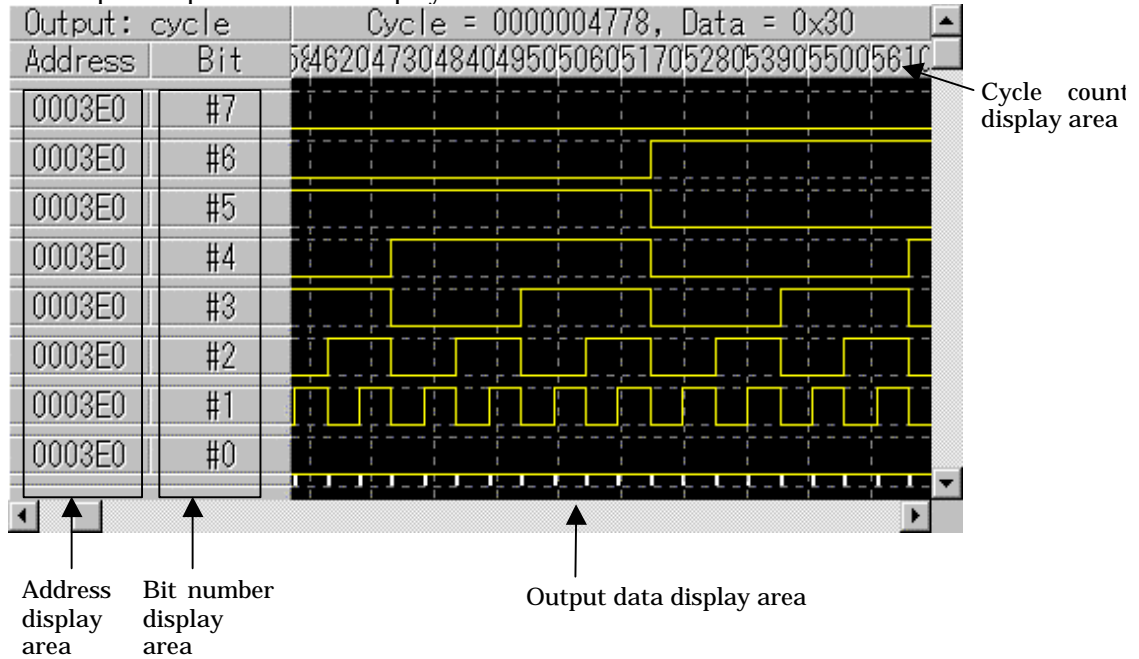 Output: cycle Cycle = 0000004778, Data = 0x30
Address Bit 584620473048404950506051705280539055005610
0003E0 #7
0003E0 #6
0003E0 #5
0003E0 #4
0003E0 #3
0003E0 #2
0003E0 #1
0003E0 #0
Cycle count
display area
Address
display
area
Bit number
display
area
Output data display area